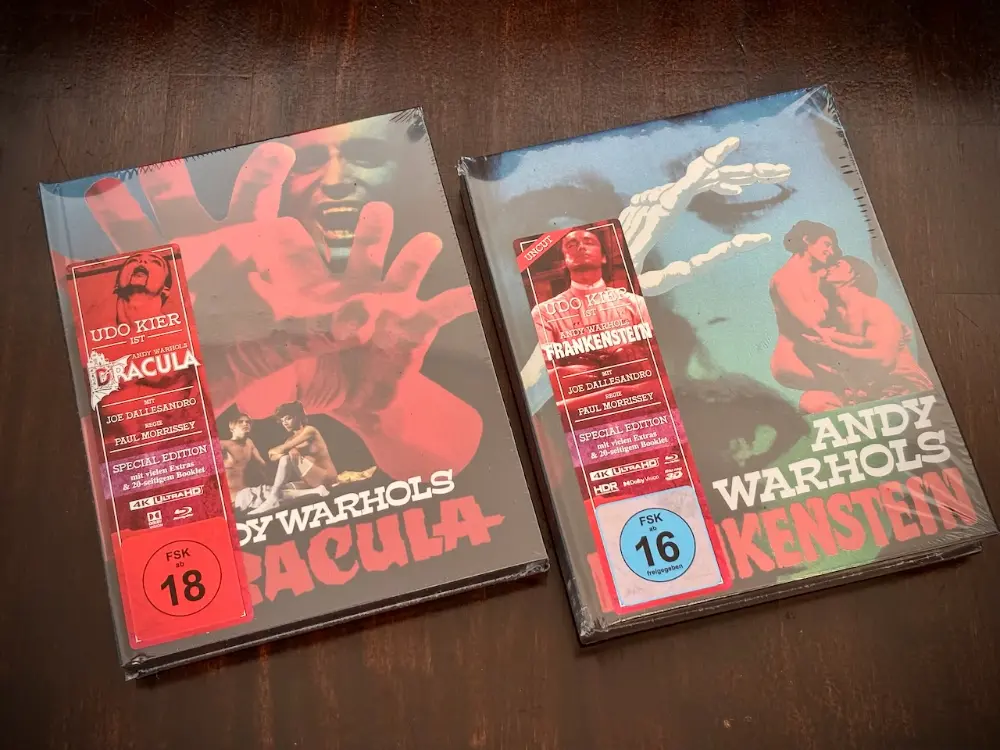 UDO KIER
IST
ANDY WARHOLS
DRACULA
MIT
JOE DALLESANDRO
REGIE
PAUL MORRISSEY
SPECIAL EDITION
mit vielen Extras
& 20-seitigem Booklet
4K ULTRA HD
FSK
ab
18
DY WARHOLS
RACULA
UNCUT
UDO KIER
IST
ANDY WARHOLS
FRANKENSTEIN
MIT
JOE DALLESANDRO
REGIE
PAUL MORRISSEY
SPECIAL EDITION
mit vielen Extras
& 20-seitigem Booklet
4K ULTRA HD
HDR Dolby Vision
FSK
ab
16
freigegeben
ANDY
WARHOLS
NKENSTEIN